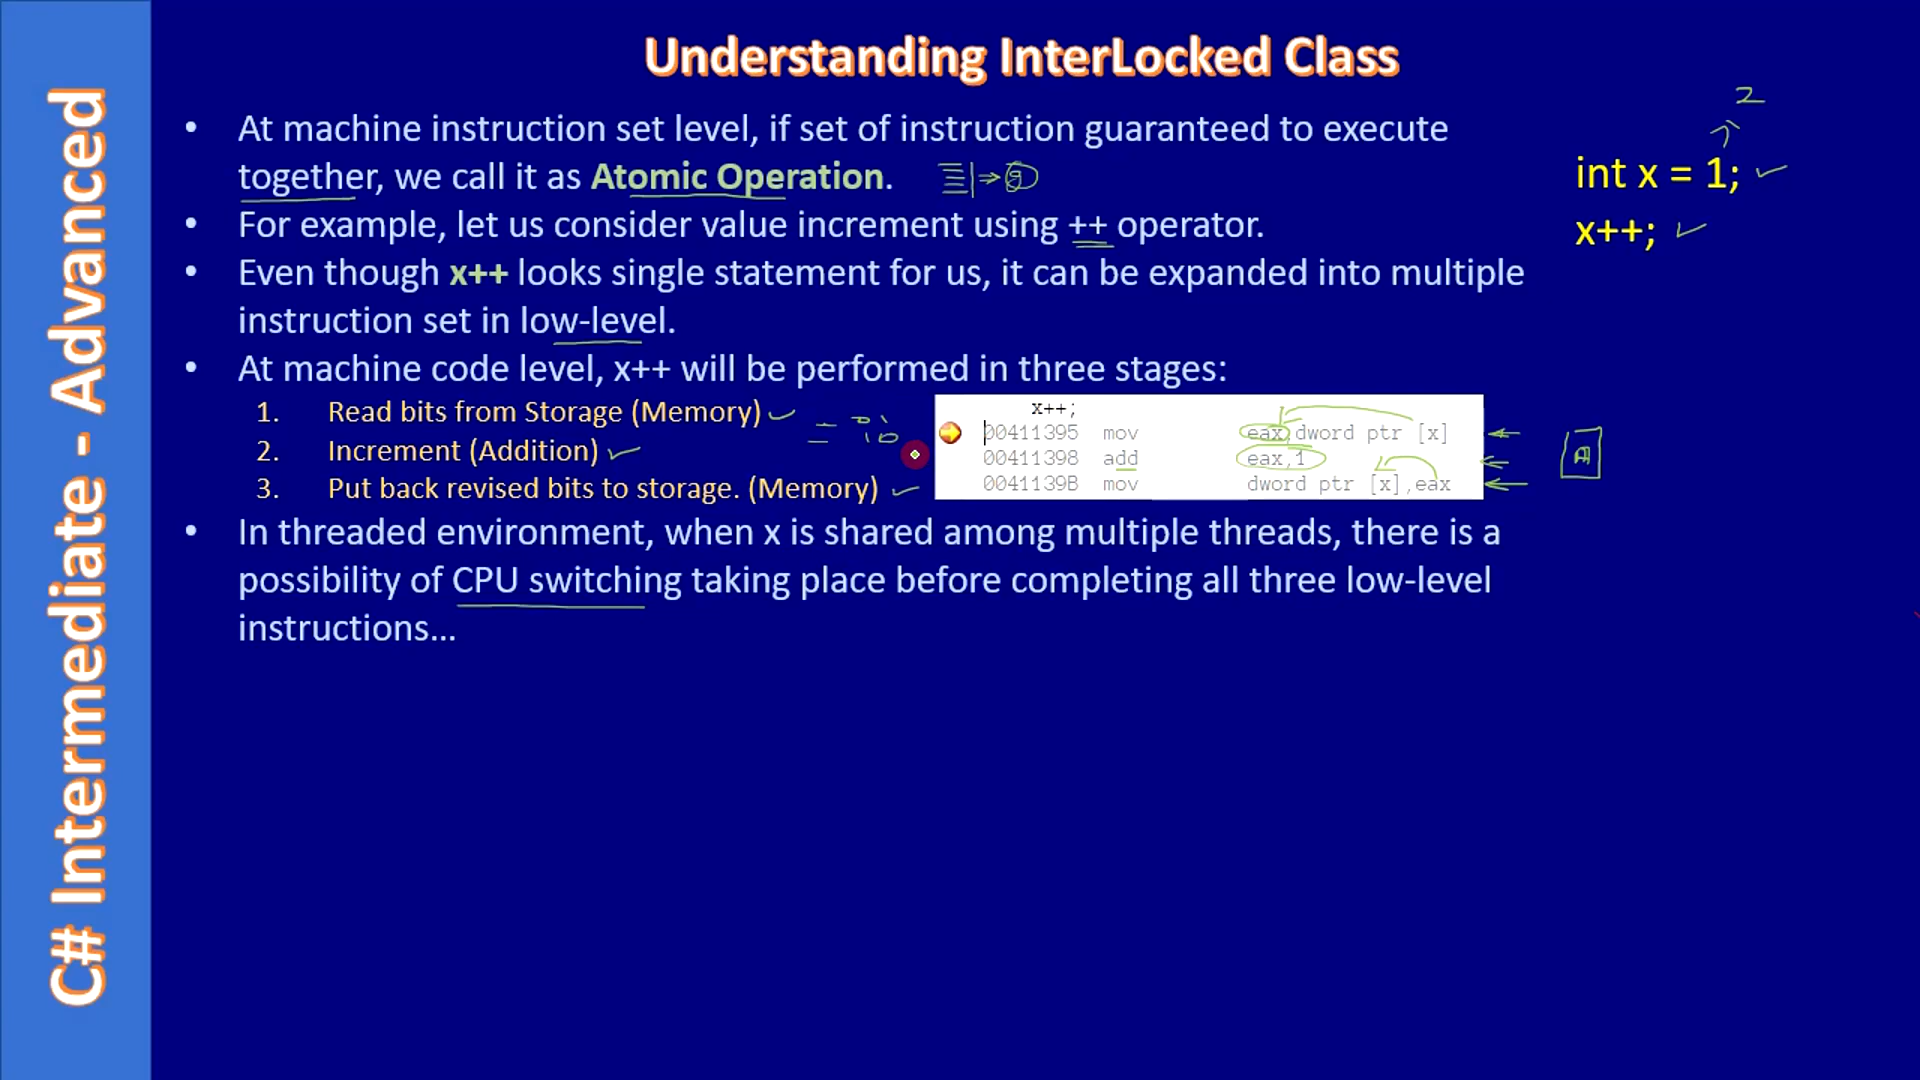 C# Intermediate - Advanced
Understanding InterLocked Class
• At machine instruction set level, if set of instruction guaranteed to execute
together, we call it as Atomic Operation.
• For example, let us consider value increment using ++ operator.
• Even though x++ looks single statement for us, it can be expanded into multiple
instruction set in low-level.
• At machine code level, x++ will be performed in three stages:
1. Read bits from Storage (Memory)
2. Increment (Addition)
3. Put back revised bits to storage. (Memory)
x++;
00411395 mov eax,dword ptr [x]
00411398 add eax,1
0041139B mov dword ptr [x],eax
• In threaded environment, when x is shared among multiple threads, there is a
possibility of CPU switching taking place before completing all three low-level
instructions…
2
int x = 1;
x++;